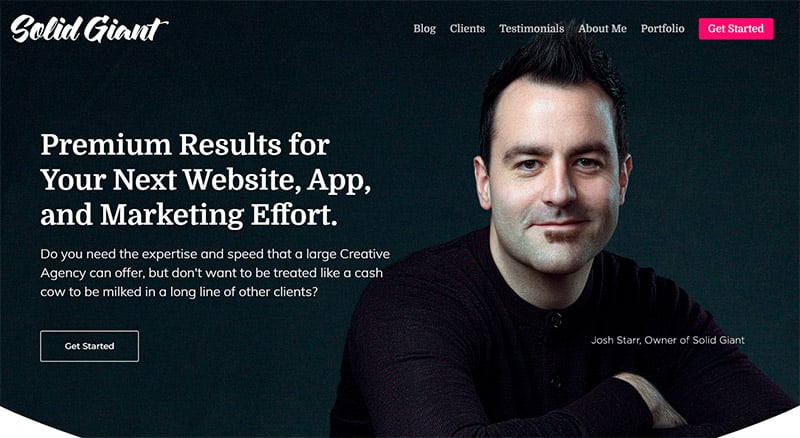 Solid Giant
Blog Clients Testimonials About Me Portfolio Get Started
Premium Results for
Your Next Website, App,
and Marketing Effort.
Do you need the expertise and speed that a large Creative
Agency can offer, but don't want to be treated like a cash
cow to be milked in a long line of other clients?
Get Started
Josh Starr, Owner of Solid Giant